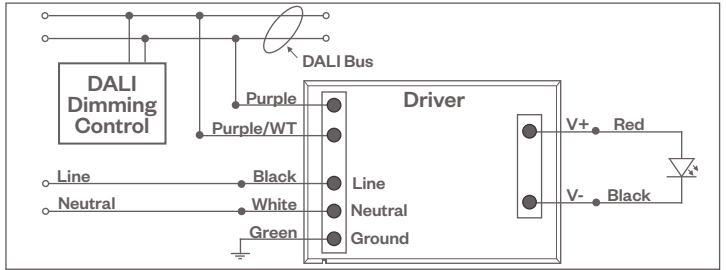 DALI Bus
DALI
Dimming
Control
Purple
Driver
Purple/WT
V+
Red
Line
Black
Line
Neutral
White
Neutral
V-
Black
Green
Ground